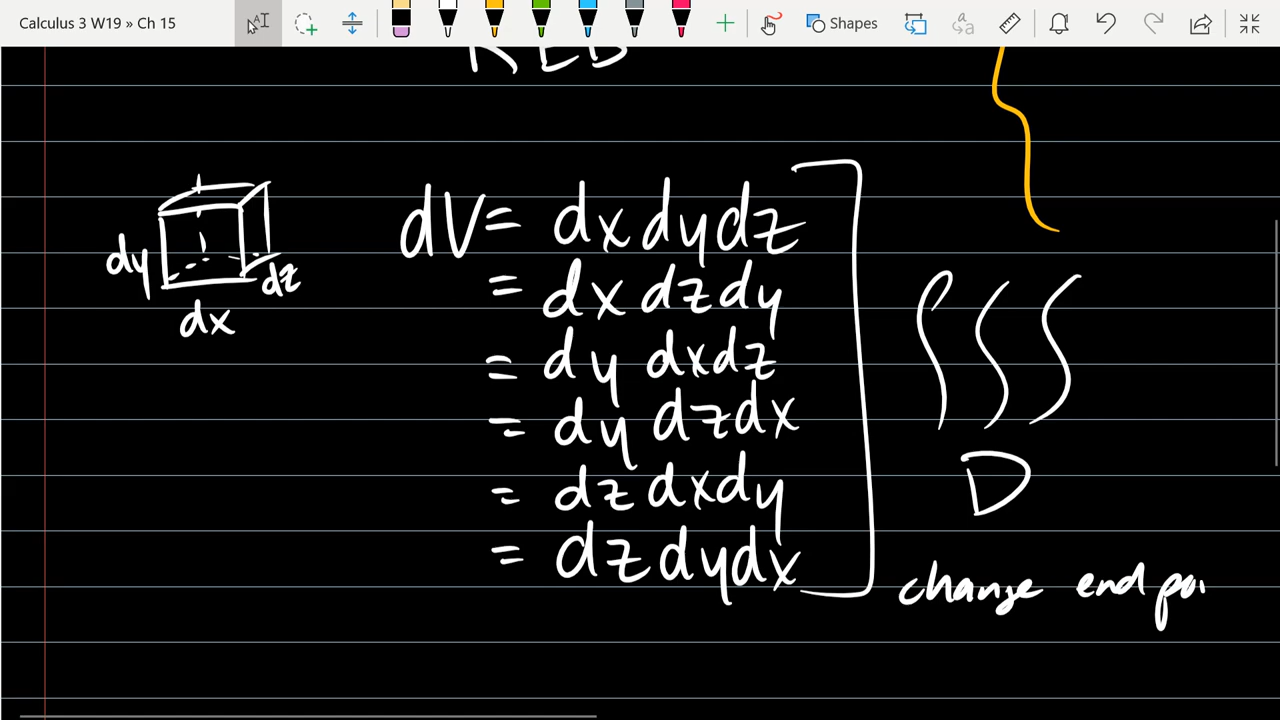 Calculus 3 W19 » Ch 15
Shapes
dV = dx dy dz
= dx dz dy
= dy dx dz
= dy dz dx
= dz dx dy
= dz dy dx
dy
dz
dx
∫∫∫
D
change end poi